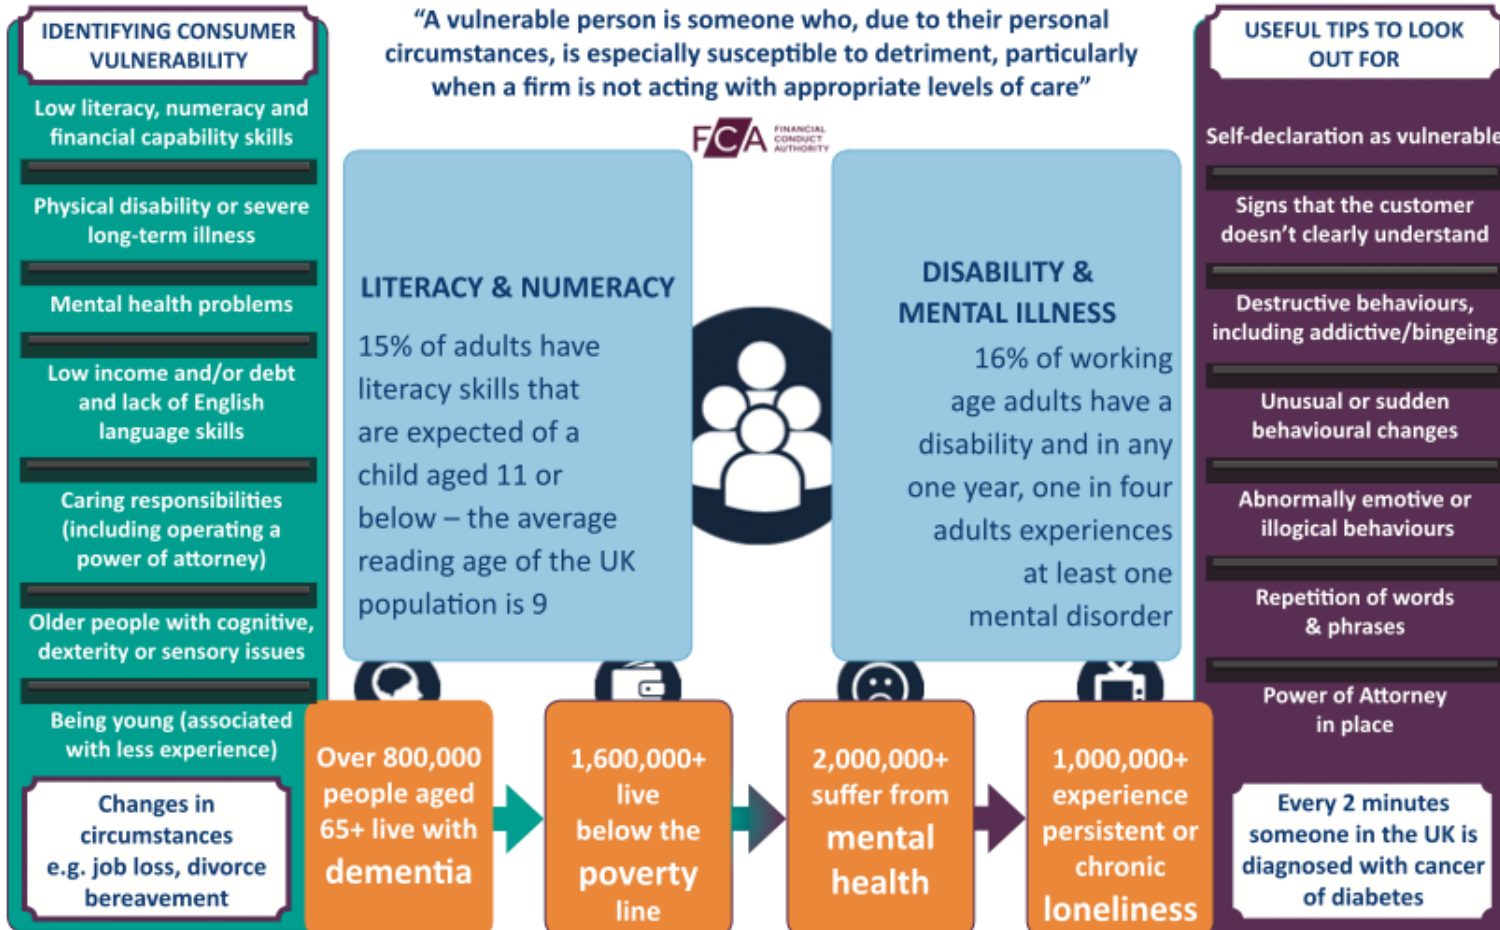 IDENTIFYING CONSUMER
VULNERABILITY
Low literacy, numeracy and
financial capability skills
Physical disability or severe
long-term illness
Mental health problems
Low income and/or debt
and lack of English
language skills
Caring responsibilities
(including operating a
power of attorney)
Older people with cognitive,
dexterity or sensory issues
Being young (associated
with less experience)
Changes in
circumstances
e.g. job loss, divorce
bereavement
“A vulnerable person is someone who, due to their personal
circumstances, is especially susceptible to detriment, particularly
when a firm is not acting with appropriate levels of care”
FCA FINANCIAL
CONDUCT
AUTHORITY
LITERACY & NUMERACY
15% of adults have
literacy skills that
are expected of a
child aged 11 or
below – the average
reading age of the UK
population is 9
DISABILITY &
MENTAL ILLNESS
16% of working
age adults have a
disability and in any
one year, one in four
adults experiences
at least one
mental disorder
Over 800,000
people aged
65+ live with
dementia
1,600,000+
live
below the
poverty
line
2,000,000+
suffer from
mental
health
1,000,000+
experience
persistent or
chronic
loneliness
USEFUL TIPS TO LOOK
OUT FOR
Self-declaration as vulnerable
Signs that the customer
doesn’t clearly understand
Destructive behaviours,
including addictive/bingeing
Unusual or sudden
behavioural changes
Abnormally emotive or
illogical behaviours
Repetition of words
& phrases
Power of Attorney
in place
Every 2 minutes
someone in the UK is
diagnosed with cancer
of diabetes